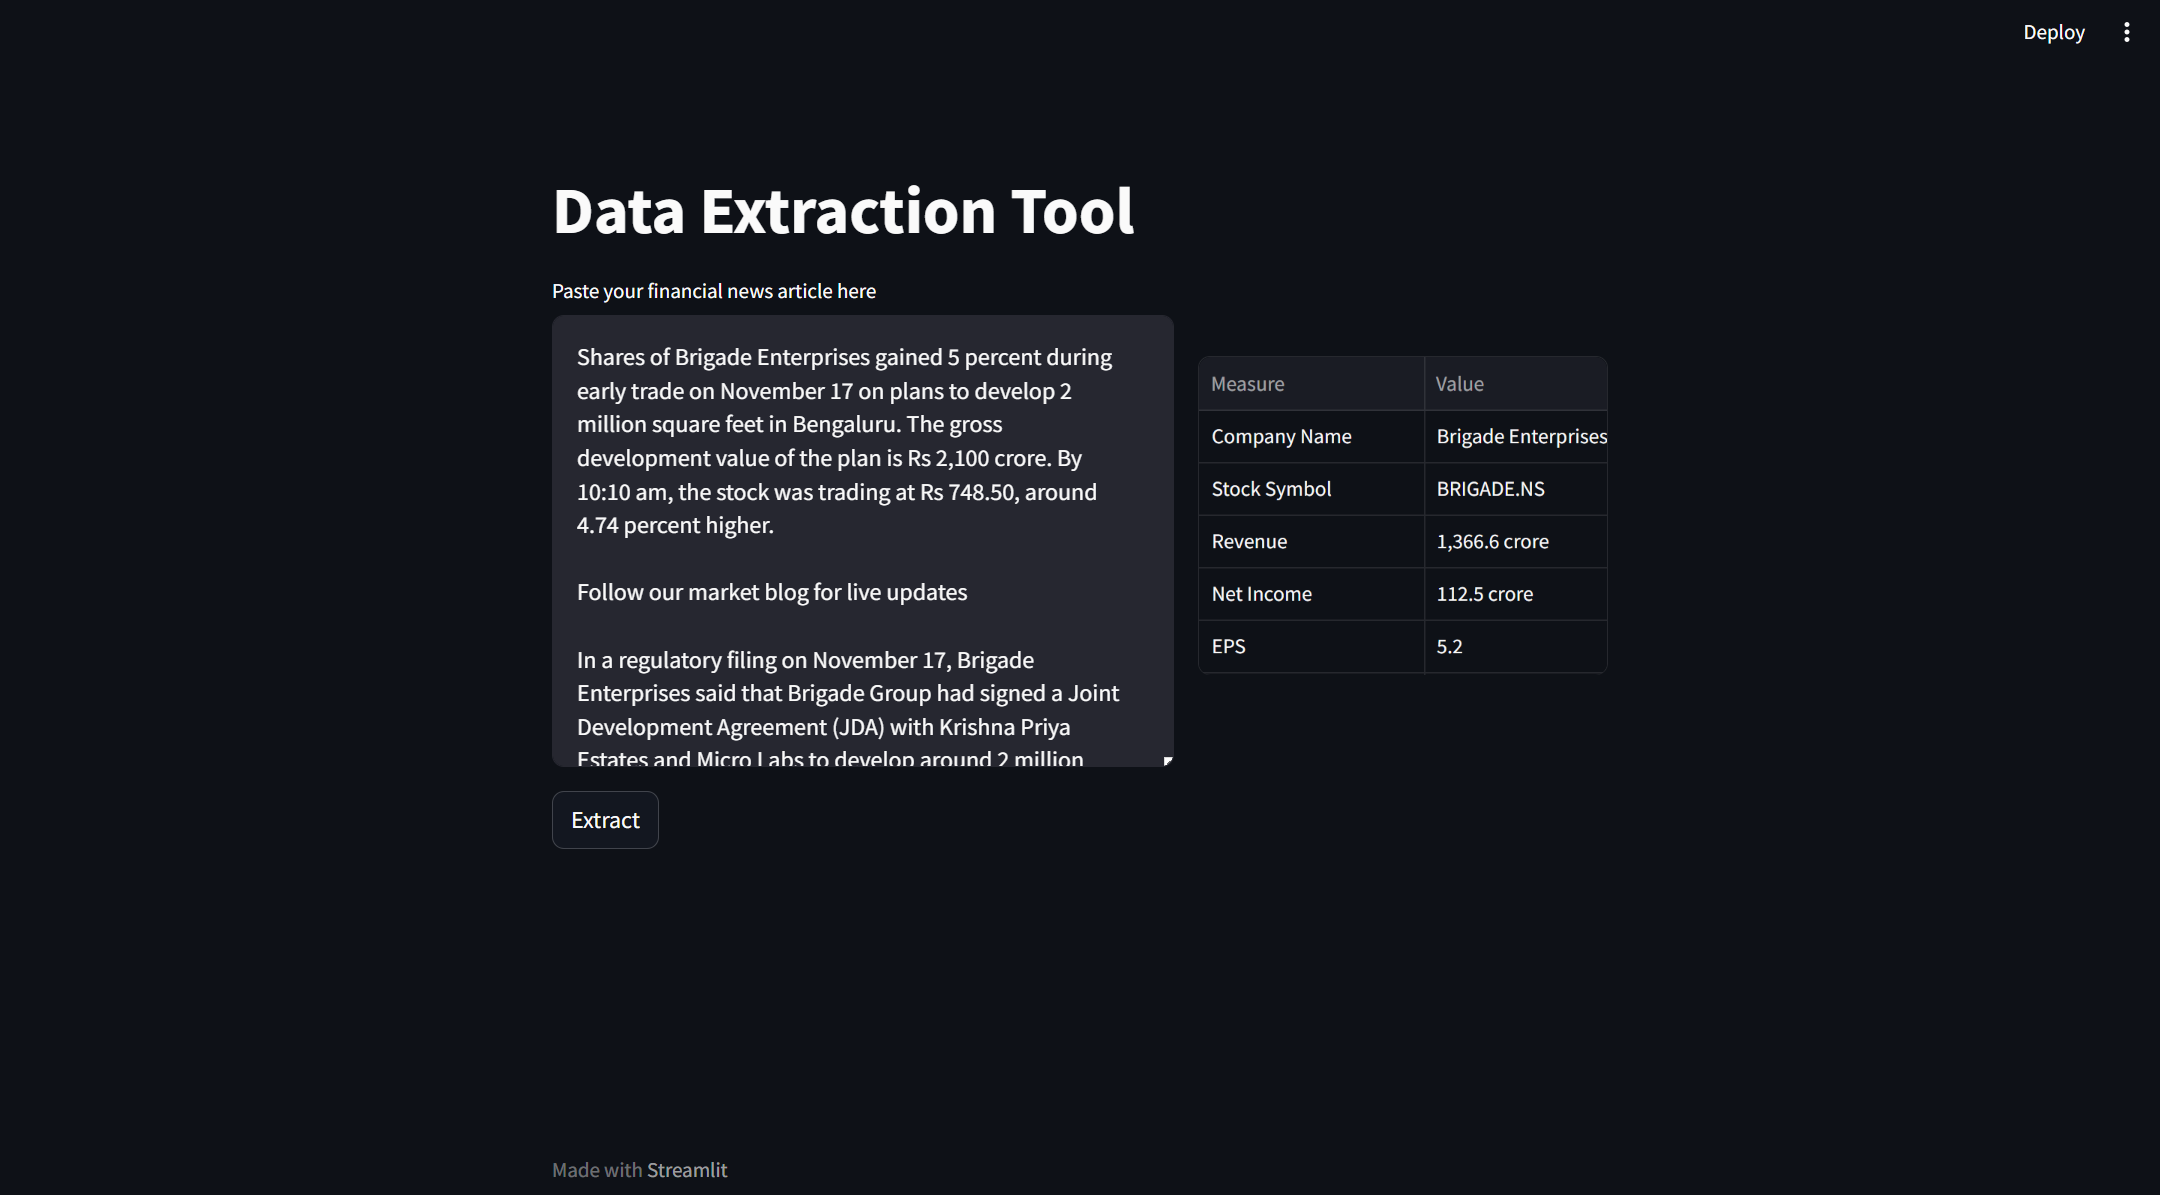 Deploy
Data Extraction Tool
Paste your financial news article here
Shares of Brigade Enterprises gained 5 percent during
early trade on November 17 on plans to develop 2
million square feet in Bengaluru. The gross
development value of the plan is Rs 2,100 crore. By
10:10 am, the stock was trading at Rs 748.50, around
4.74 percent higher.
Follow our market blog for live updates
In a regulatory filing on November 17, Brigade
Enterprises said that Brigade Group had signed a Joint
Development Agreement (JDA) with Krishna Priya
Estates and Micro Labs to develop around 2 million
Extract
Measure Value
Company Name Brigade Enterprises
Stock Symbol BRIGADE.NS
Revenue 1,366.6 crore
Net Income 112.5 crore
EPS 5.2
Made with Streamlit